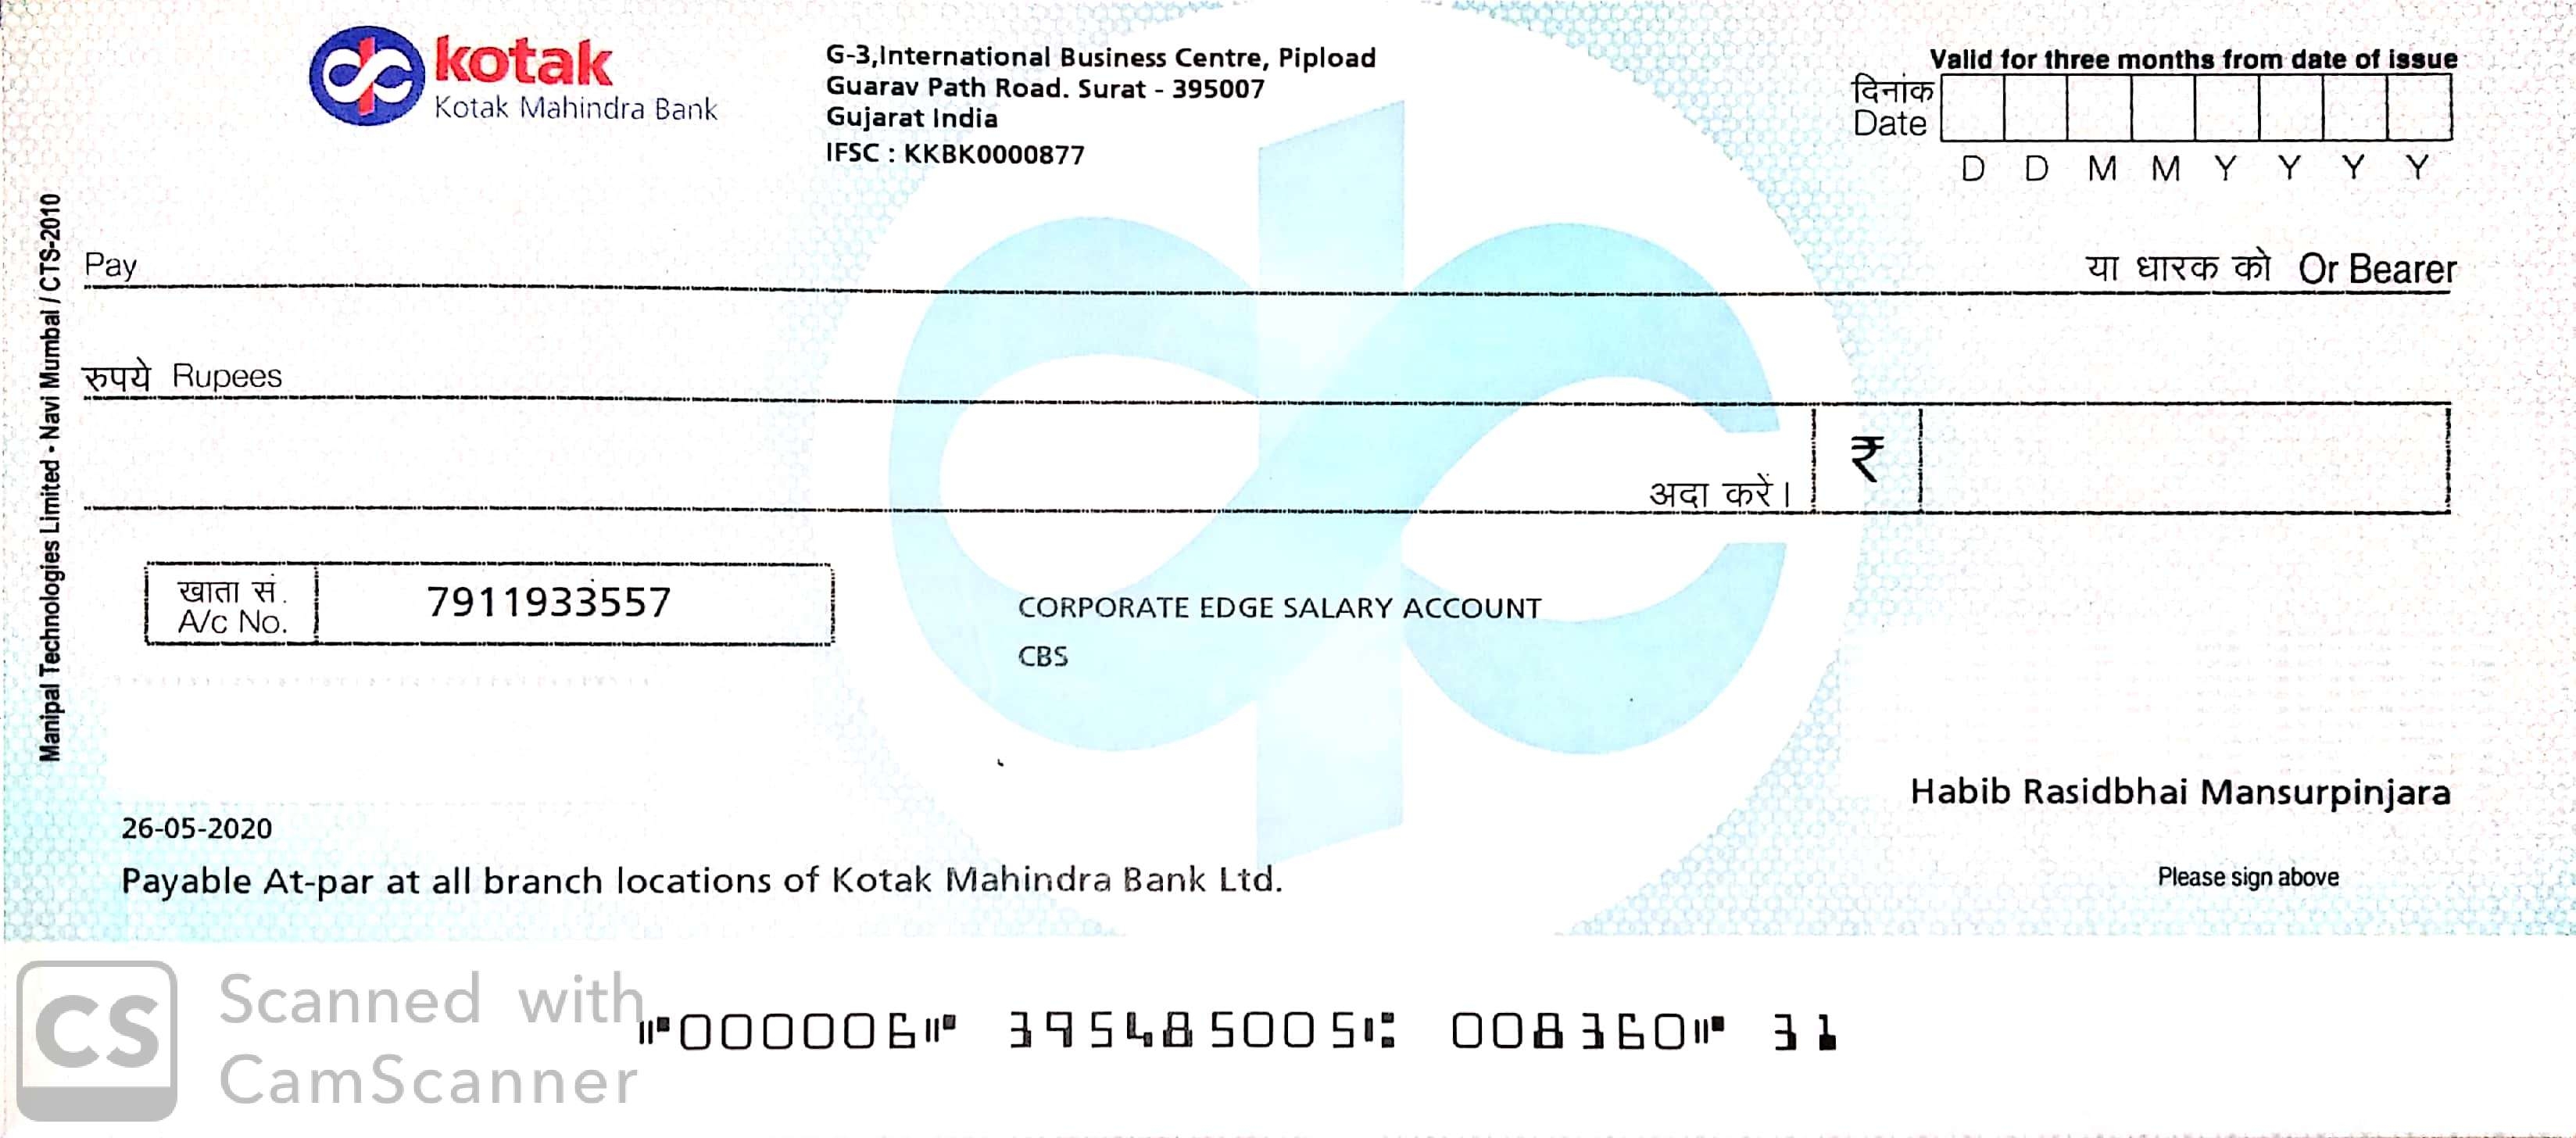 kotak
Kotak Mahindra Bank
G-3,International Business Centre, Pipload
Guarav Path Road. Surat - 395007
Gujarat India
IFSC : KKBK0000877
Valid for three months from date of issue
दिनांक
Date
D D M M Y Y Y Y
Manipal Technologies Limited • Navi Mumbai / CTS-2010
Pay
या धारक को Or Bearer
रुपये Rupees
अदा करें।
₹
खाता सं.
A/c No.
7911933557
CORPORATE EDGE SALARY ACCOUNT
CBS
Habib Rasidbhai Mansurpinjara
26-05-2020
Payable At-par at all branch locations of Kotak Mahindra Bank Ltd.
Please sign above
CS
Scanned with
CamScanner
⑈000006⑈ 395485005⑆ 008360⑈ 31